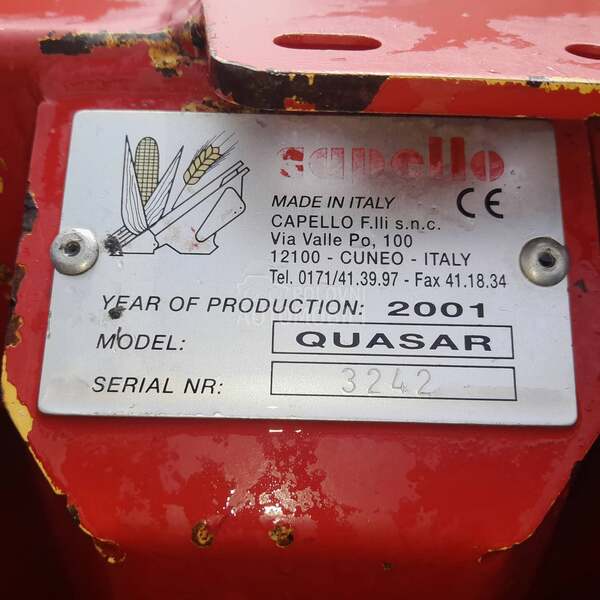 capello
MADE IN ITALY CE
CAPELLO F.lli s.n.c.
Via Valle Po, 100
12100 - CUNEO - ITALY
Tel. 0171/41.39.97 - Fax 41.18.34
YEAR OF PRODUCTION: 2001
MODEL: QUASAR
SERIAL NR: 3242